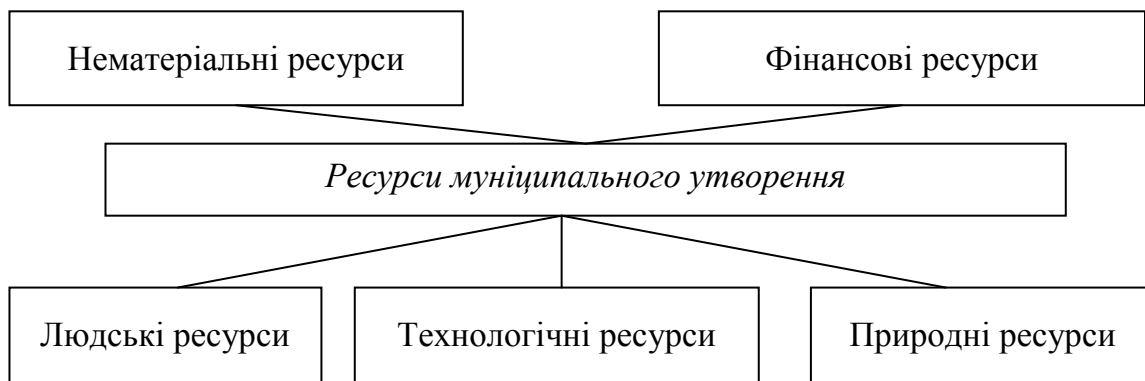 Нематеріальні ресурси
Фінансові ресурси
Ресурси муніципального утворення
Людські ресурси
Технологічні ресурси
Природні ресурси